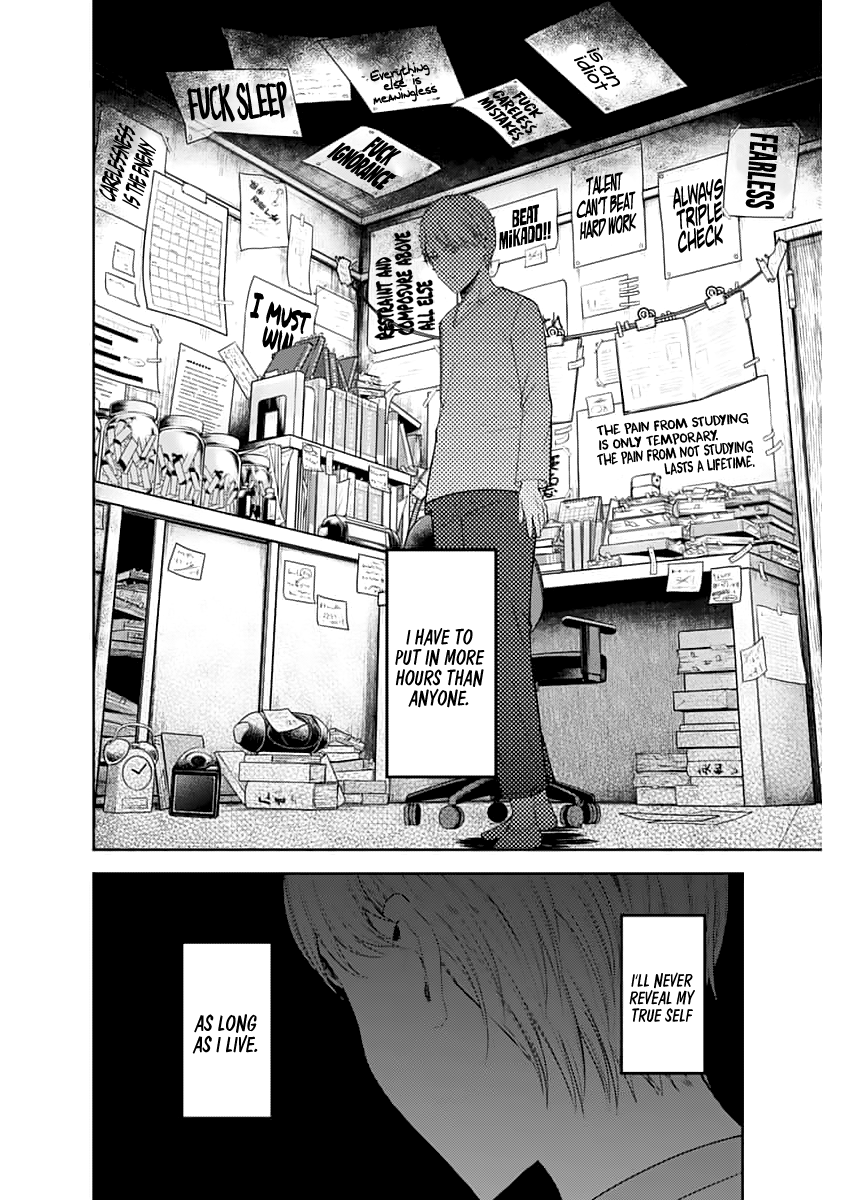 FUCK SLEEP
Everything
else is
meaningless
is an
idiot
FUCK
CARELESS
MISTAKES
FUCK
IGNORANCE
CARELESSNESS
IS THE ENEMY
I MUST
WIN
RESTRAINT AND
COMPOSURE ABOVE
ALL ELSE
BEAT
MiKADO!!
TALENT
CAN'T BEAT
HARD WORK
ALWAYS
TRIPLE
CHECK
FEARLESS
THE PAIN FROM STUDYING
IS ONLY TEMPORARY.
THE PAIN FROM NOT STUDYING
LASTS A LIFETIME.
I HAVE TO
PUT IN MORE
HOURS THAN
ANYONE.
I'LL NEVER
REVEAL MY
TRUE SELF
AS LONG
AS I LIVE.